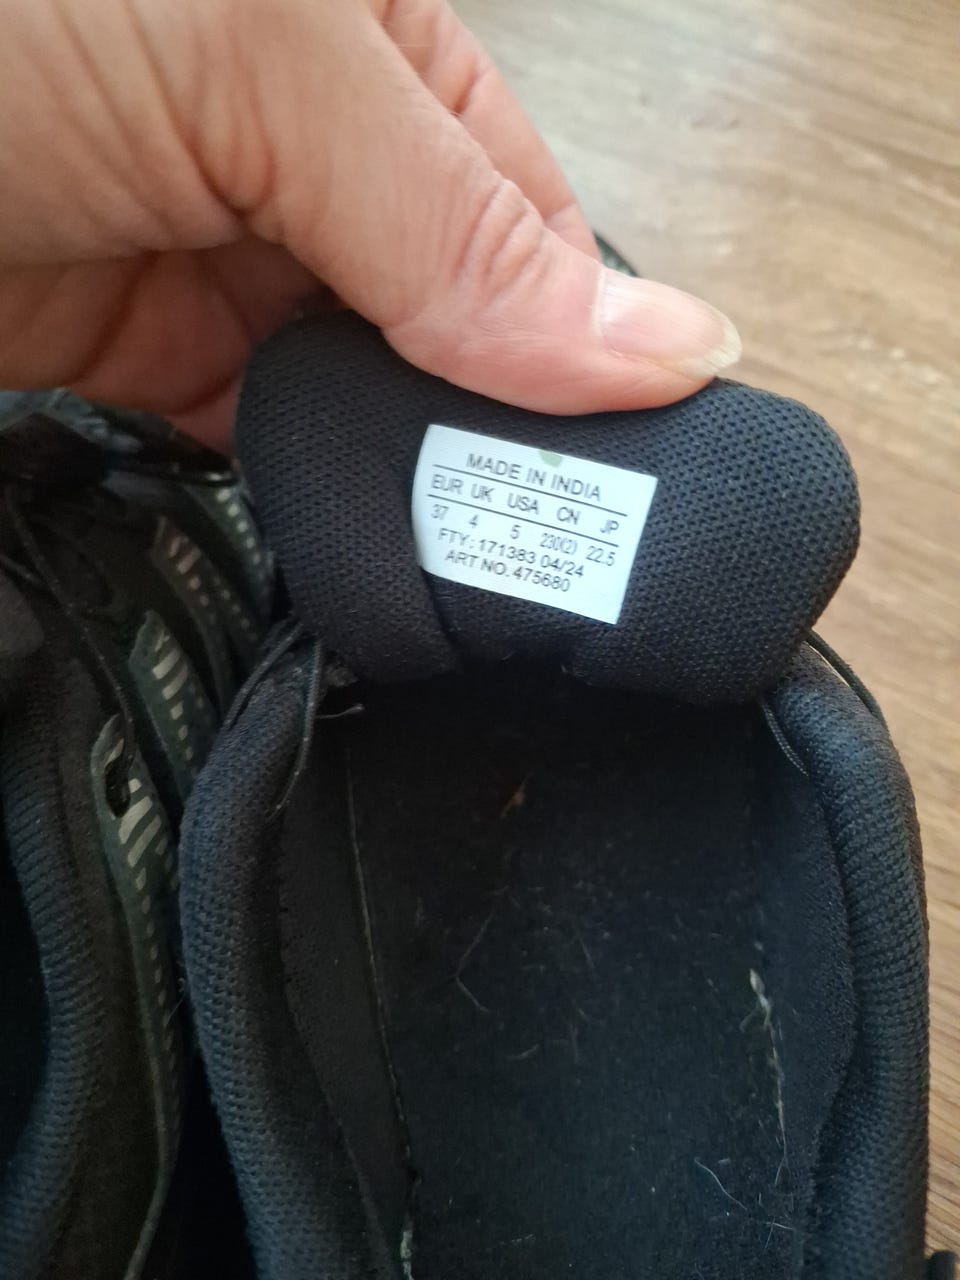 MADE IN INDIA
EUR UK USA CN JP
37 4 5 230(2) 22.5
FTY: 171383 04/24
ART NO. 475680